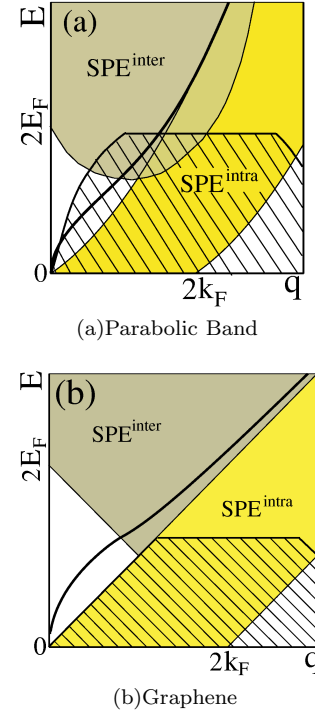 (a)
E
SPE^inter
2E_F
SPE^intra
0
2k_F
q
(a)Parabolic Band
(b)
E
SPE^inter
2E_F
SPE^intra
0
2k_F
q
(b)Graphene